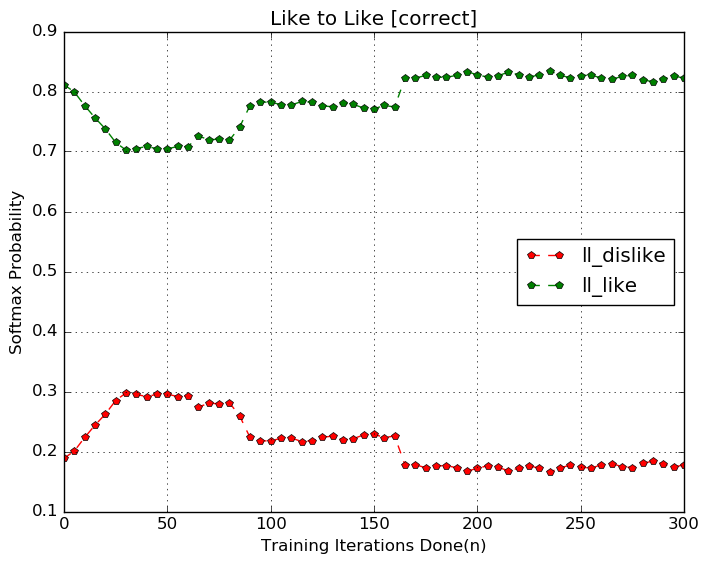 Like to Like [correct]
0.9
0.8
0.7
0.6
0.5
0.4
0.3
0.2
0.1
Softmax Probability
ll_dislike
ll_like
0 50 100 150 200 250 300
Training Iterations Done(n)